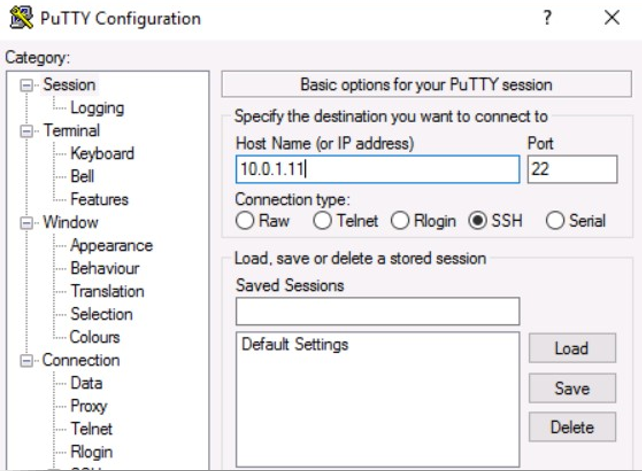 PuTTY Configuration ? ×
Category:
Session
Logging
Terminal
Keyboard
Bell
Features
Window
Appearance
Behaviour
Translation
Selection
Colours
Connection
Data
Proxy
Telnet
Rlogin
Basic options for your PuTTY session
Specify the destination you want to connect to
Host Name (or IP address) Port
10.0.1.11 22
Connection type:
Raw Telnet Rlogin SSH Serial
Load, save or delete a stored session
Saved Sessions
Default Settings
Load
Save
Delete